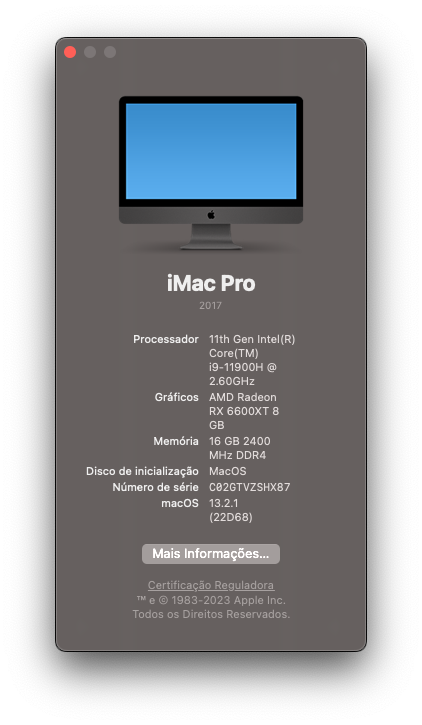 iMac Pro
2017
Processador 11th Gen Intel(R)
Core(TM)
i9-11900H @
2.60GHz
Gráficos AMD Radeon
RX 6600XT 8
GB
Memória 16 GB 2400
MHz DDR4
Disco de inicialização MacOS
Número de série C02GTVZSHX87
macOS 13.2.1
(22D68)
Mais Informações...
Certificação Reguladora
™ e © 1983-2023 Apple Inc.
Todos os Direitos Reservados.